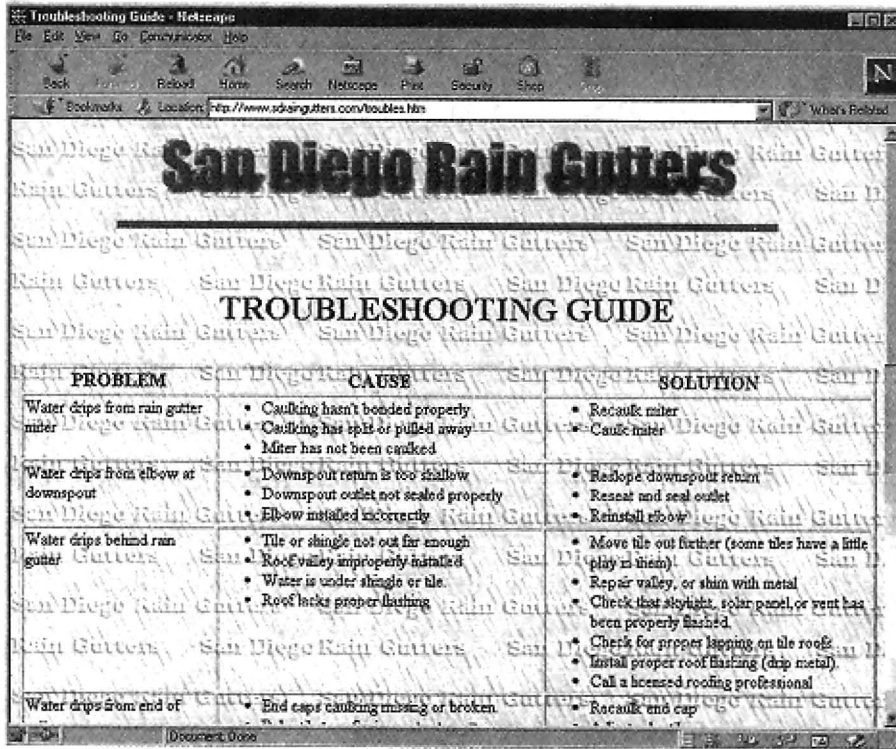 Troubleshooting Guide - Netscape
File Edit View Go Communicator Help
Back Reload Home Search Netscape Print Security Shop Stop
N
Bookmarks Location: http://www.sdraingutters.com/troubles.htm What's Related
San Diego Rain Gutters
TROUBLESHOOTING GUIDE
PROBLEM CAUSE SOLUTION
Water drips from rain gutter
miter
• Caulking hasn't bonded properly
• Caulking has split or pulled away
• Miter has not been caulked
• Recaulk miter
• Caulk miter
Water drips from elbow at
downspout
• Downspout return is too shallow
• Downspout outlet not sealed properly
• Elbow installed incorrectly
• Reslope downspout return
• Reseat and seal outlet
• Reinstall elbow
Water drips behind rain
gutter
• Tile or shingle not out far enough
• Roof valley improperly installed
• Water is under shingle or tile.
• Roof lacks proper flashing
• Move tile out further (some tiles have a little
play in them)
• Repair valley, or shim with metal
• Check that skylight, solar panel, or vent has
been properly flashed.
• Check for proper lapping on tile roofs
• Install proper roof flashing (drip metal).
• Call a licensed roofing professional
Water drips from end of
• End caps caulking missing or broken
• Recaulk end cap
Document: Done